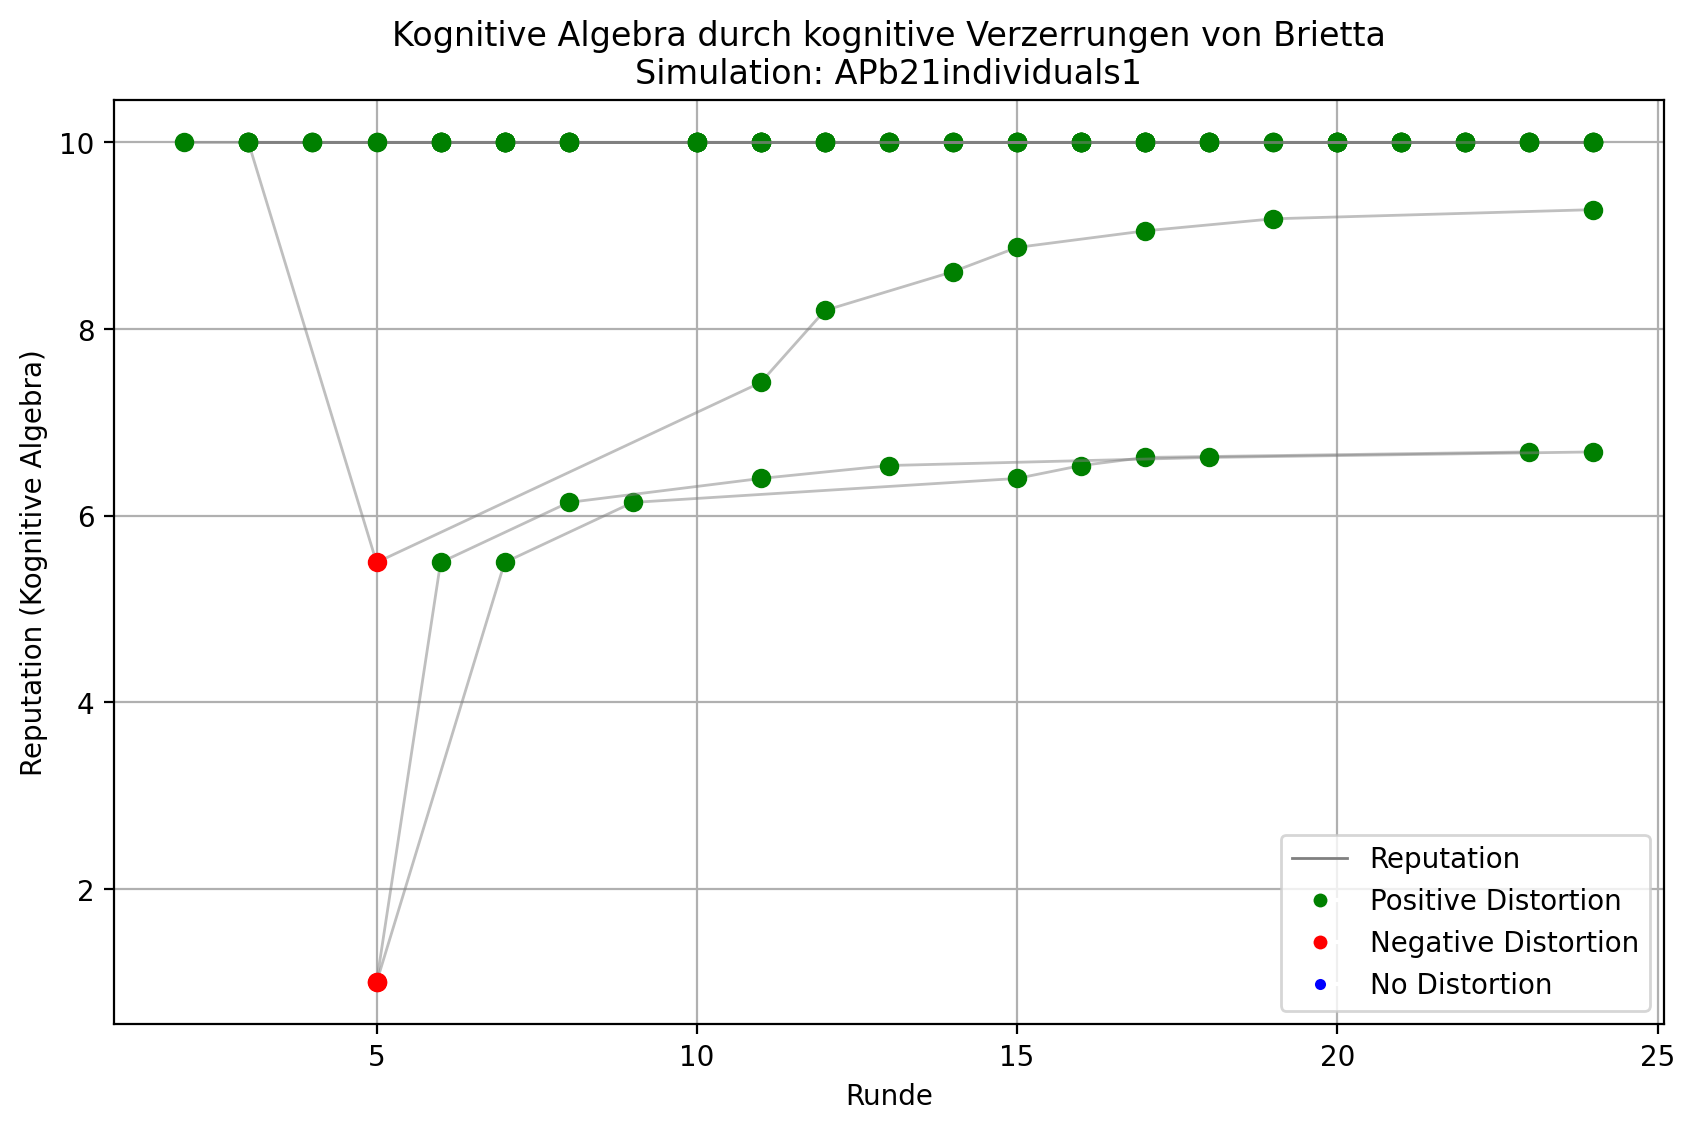 Kognitive Algebra durch kognitive Verzerrungen von Brietta
Simulation: APb21individuals1
Reputation (Kognitive Algebra)
10
8
6
4
2
Reputation
Positive Distortion
Negative Distortion
No Distortion
5 10 15 20 25
Runde